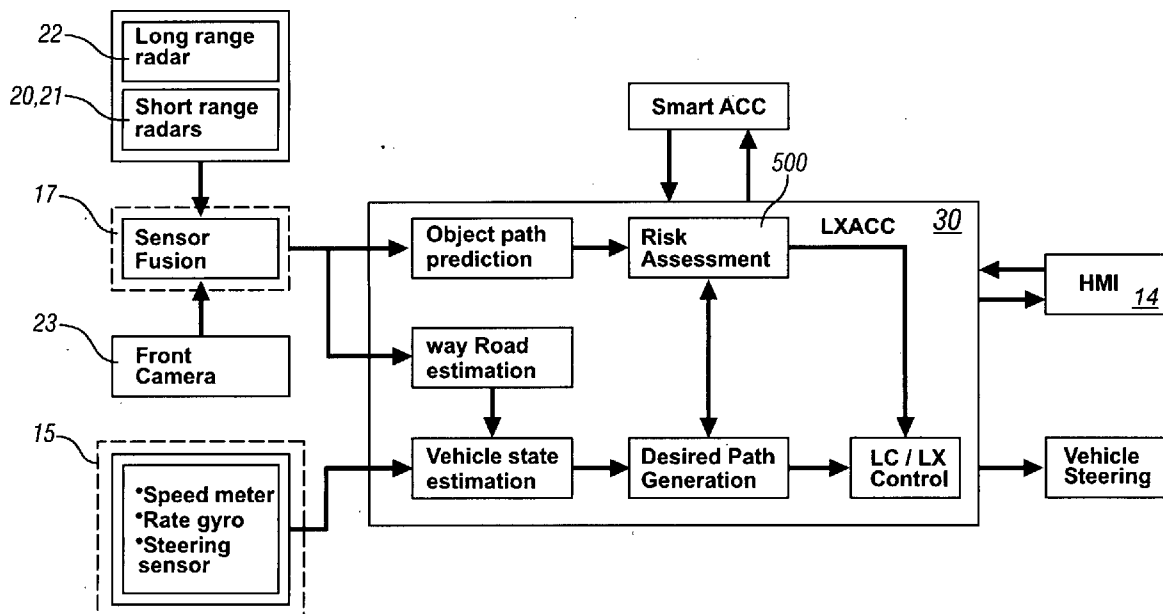 22
Long range
radar
20,21
Short range
radars
Smart ACC
500
17
Sensor
Fusion
Object path
prediction
Risk
Assessment
LXACC
30
HMI
14
23
Front
Camera
way Road
estimation
15
•Speed meter
•Rate gyro
•Steering
sensor
Vehicle state
estimation
Desired Path
Generation
LC / LX
Control
Vehicle
Steering